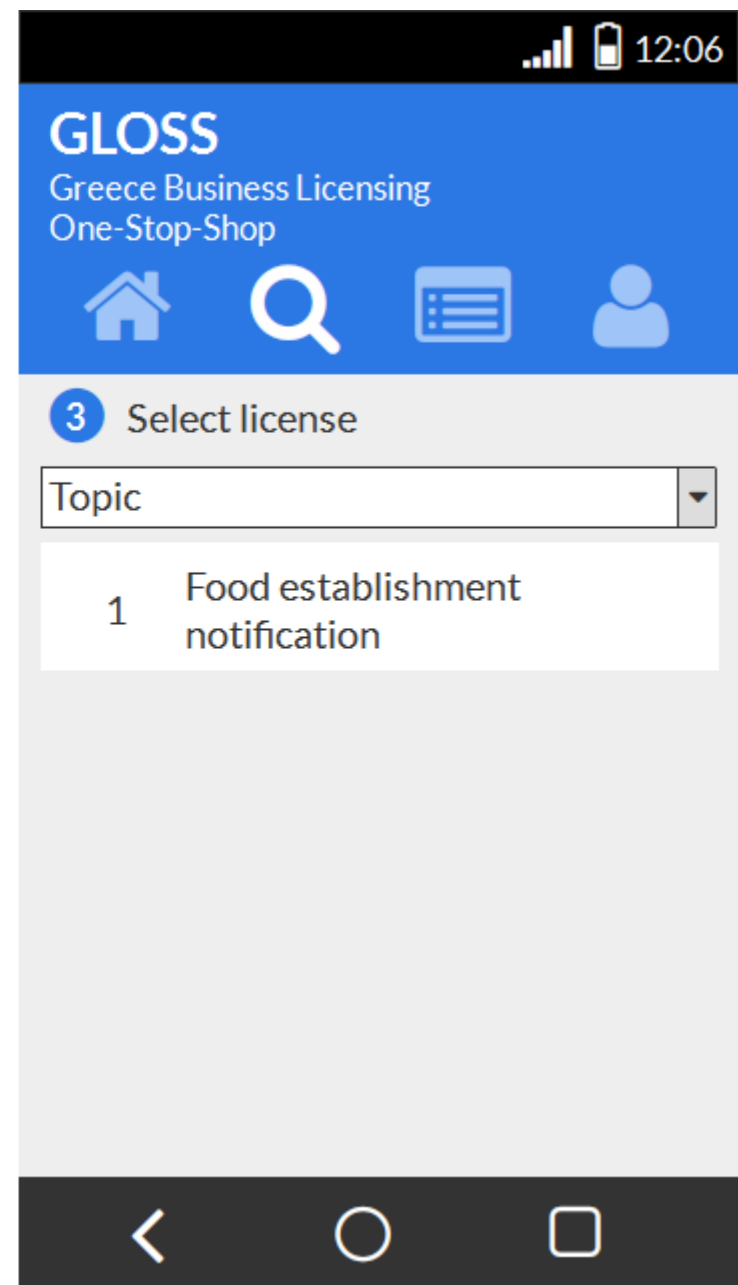 12:06
GLOSS
Greece Business Licensing
One-Stop-Shop
3 Select license
Topic
1 Food establishment
notification